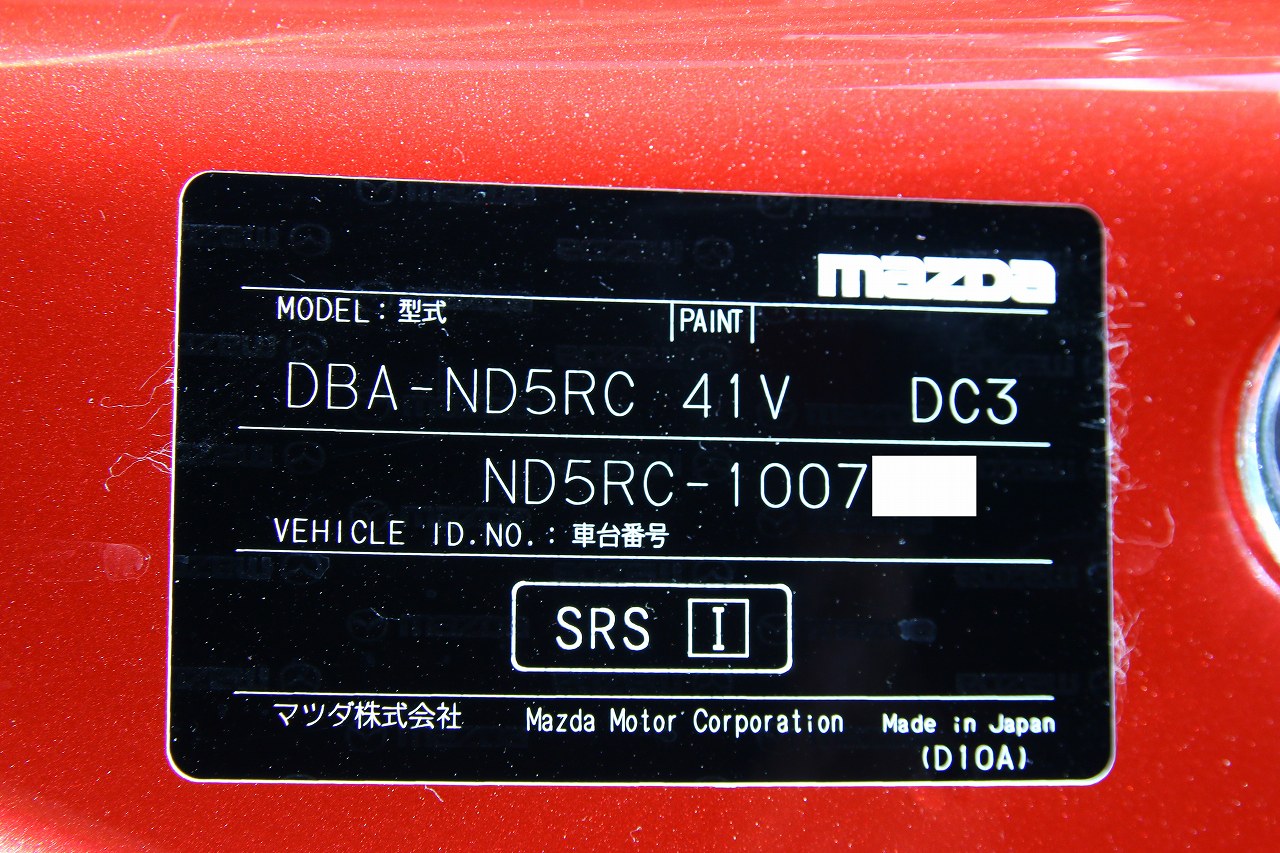 mazda
MODEL : 型式 PAINT
DBA-ND5RC 41V DC3
ND5RC-1007
VEHICLE ID.NO. : 車台番号
SRS I
マツダ株式会社 Mazda Motor Corporation Made in Japan
(D10A)